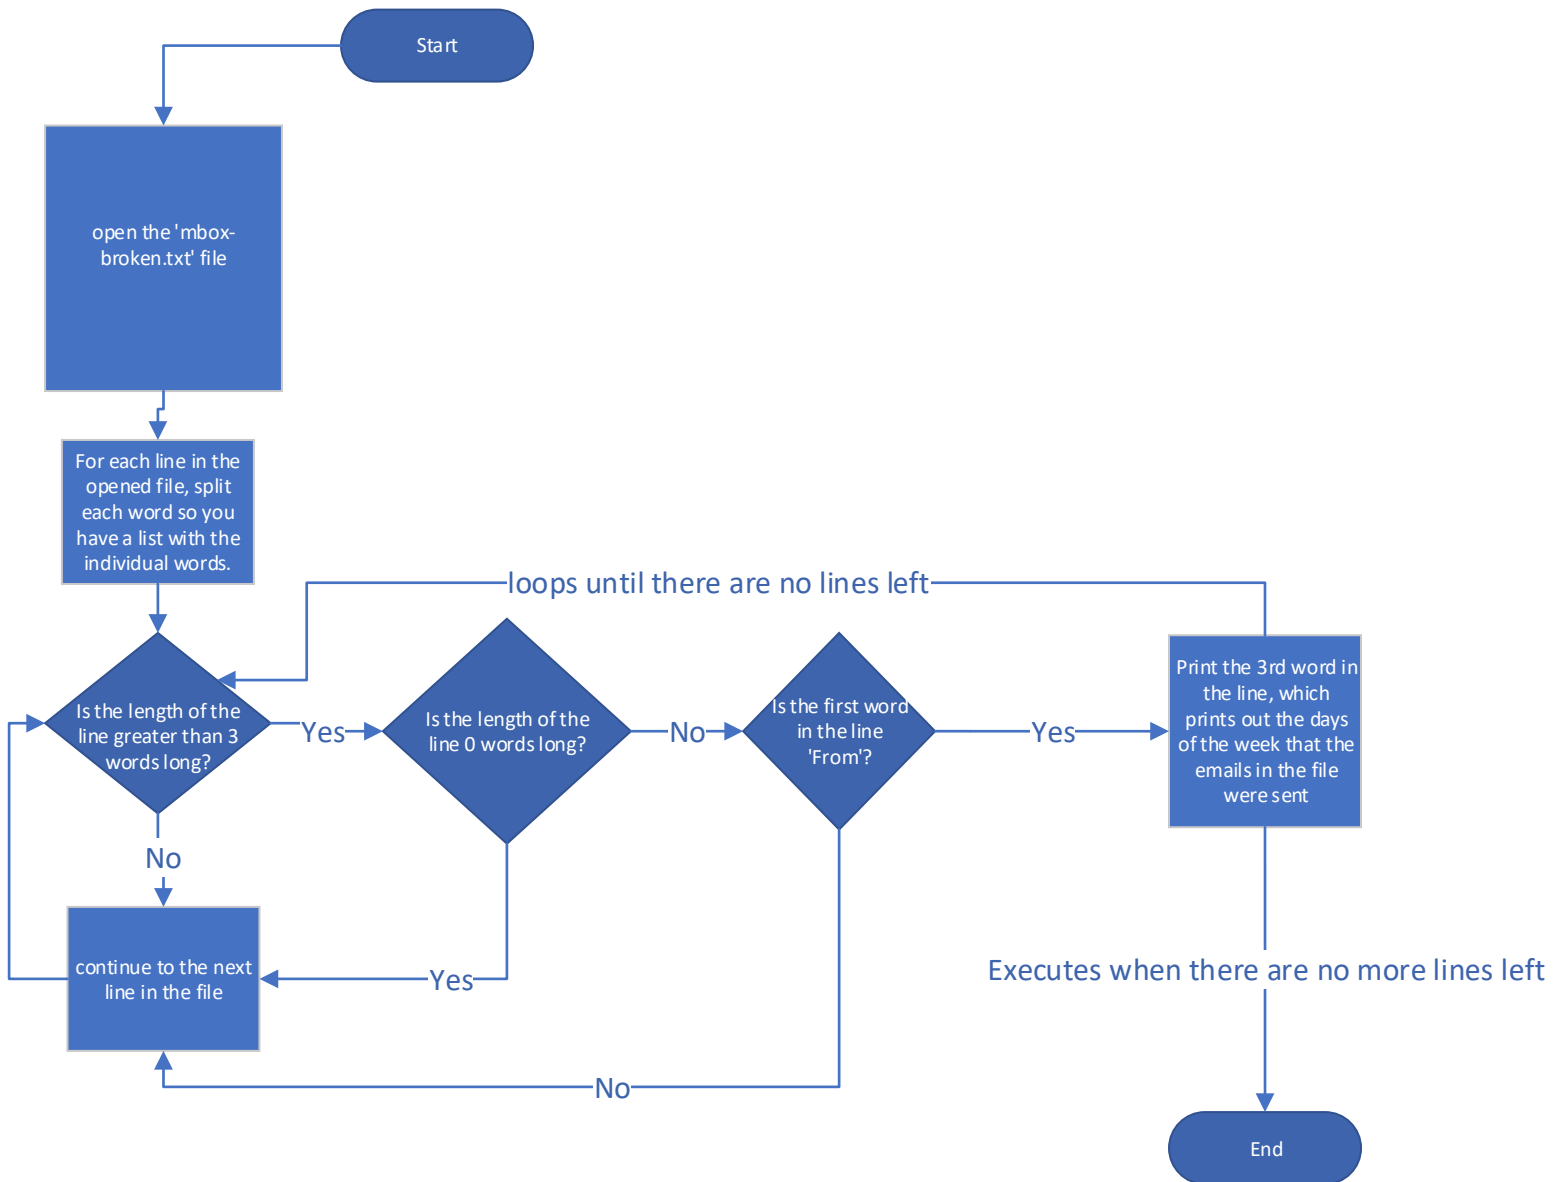 Start
open the 'mbox-
broken.txt' file
For each line in the
opened file, split
each word so you
have a list with the
individual words.
loops until there are no lines left
Is the length of the
line greater than 3
words long?
Yes
Is the length of the
line 0 words long?
No
Is the first word
in the line
'From'?
Yes
Print the 3rd word in
the line, which
prints out the days
of the week that the
emails in the file
were sent
No
continue to the next
line in the file
Yes
Executes when there are no more lines left
No
End